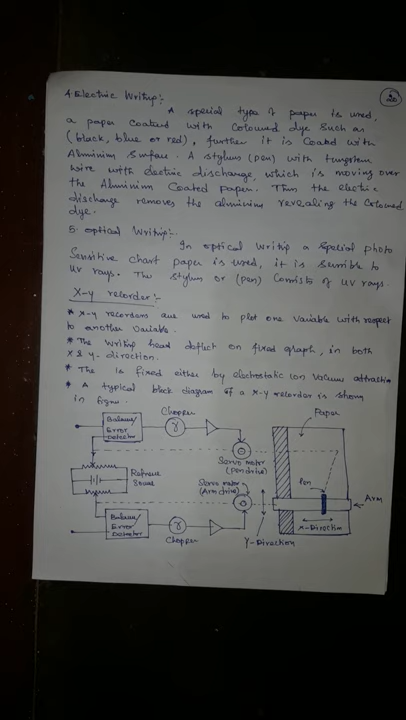 4. Electric Writing:-
A special type of paper is used,
a paper coated with Coloured dye such as
(black, blue or red), further it is Coated with
Alminim Surface. A stylus (pen) with tungsten
wire with electric discharge, which is moving over
the Alminim Coated paper. Thus the electric
discharge removes the alminim revealing the Coloured
dye.
5. optical Writing:-
In optical writing a special photo
Sensitive chart paper is used, it is sensible to
UV rays. The stylus or (pen) Consists of UV rays.
X-y recorder:-
* X-y recorders are used to plot one Variable with respect
to another Variable.
* The Writing head deflect on fixed graph, in both
X & y- direction.
* The is fixed either by electrostatic (on Vacuum attraction
* A typical block diagram of a x-y recorder is shown
in figure.
Balance/
Error
Detector
Chopper
Servo motor
(Pen drive)
Paper
Refence
Sound
Servo motor
(Arm drive)
Pen
Arm
Balance/
Error
Detector
Chopper
Y-Direction
X-Direction